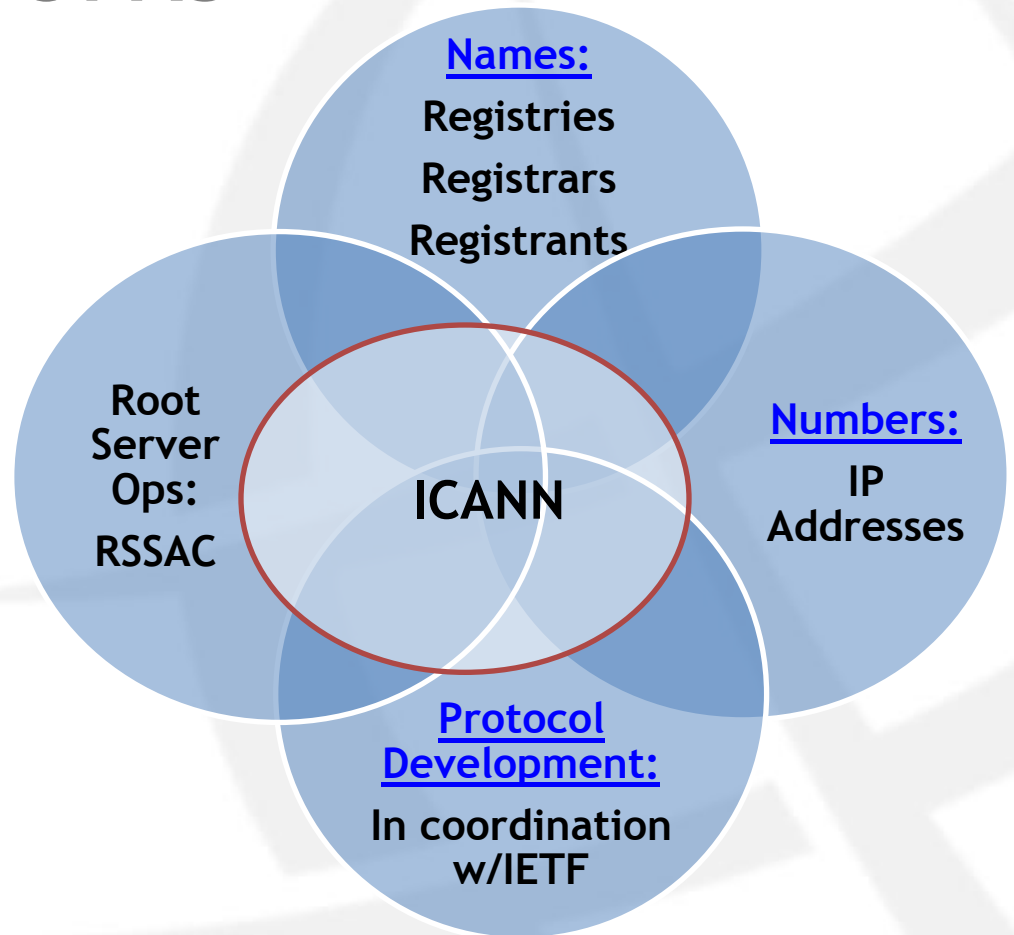 Names:
Registries
Registrars
Registrants
Root
Server
Ops:
RSSAC
ICANN
Numbers:
IP
Addresses
Protocol
Development:
In coordination
w/IETF